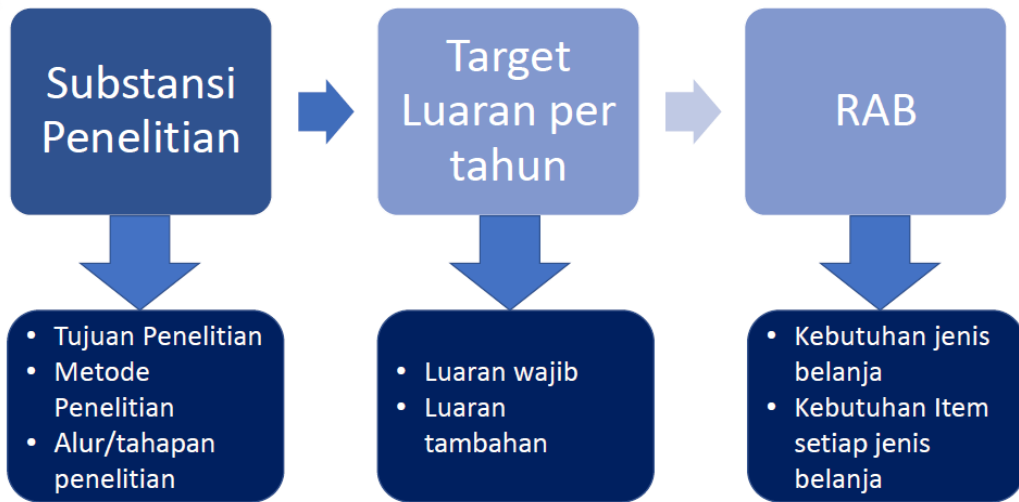 Substansi
Penelitian
Target
Luaran per
tahun
RAB
• Tujuan Penelitian
• Metode
Penelitian
• Alur/tahapan
penelitian
• Luaran wajib
• Luaran
tambahan
• Kebutuhan jenis
belanja
• Kebutuhan Item
setiap jenis
belanja